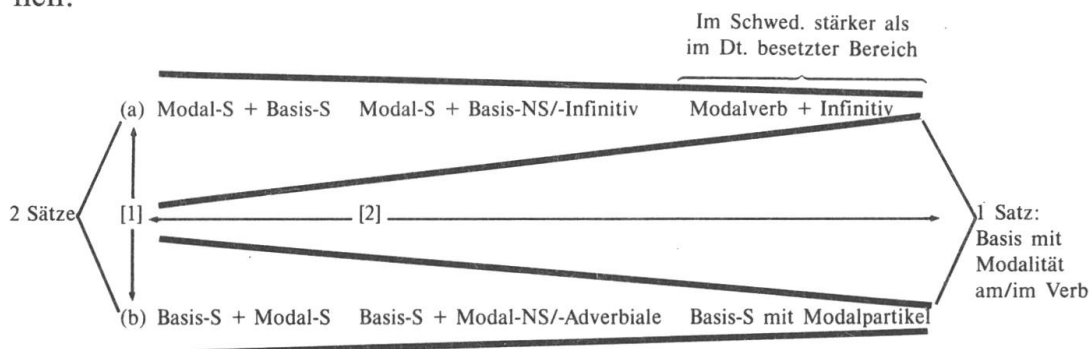 nen:
Im Schwed. stärker als
im Dt. besetzter Bereich
(a) Modal-S + Basis-S Modal-S + Basis-NS/-Infinitiv Modalverb + Infinitiv
2 Sätze [1] [2] 1 Satz:
Basis mit
Modalität
am/im Verb
(b) Basis-S + Modal-S Basis-S + Modal-NS/-Adverbiale Basis-S mit Modalpartikel